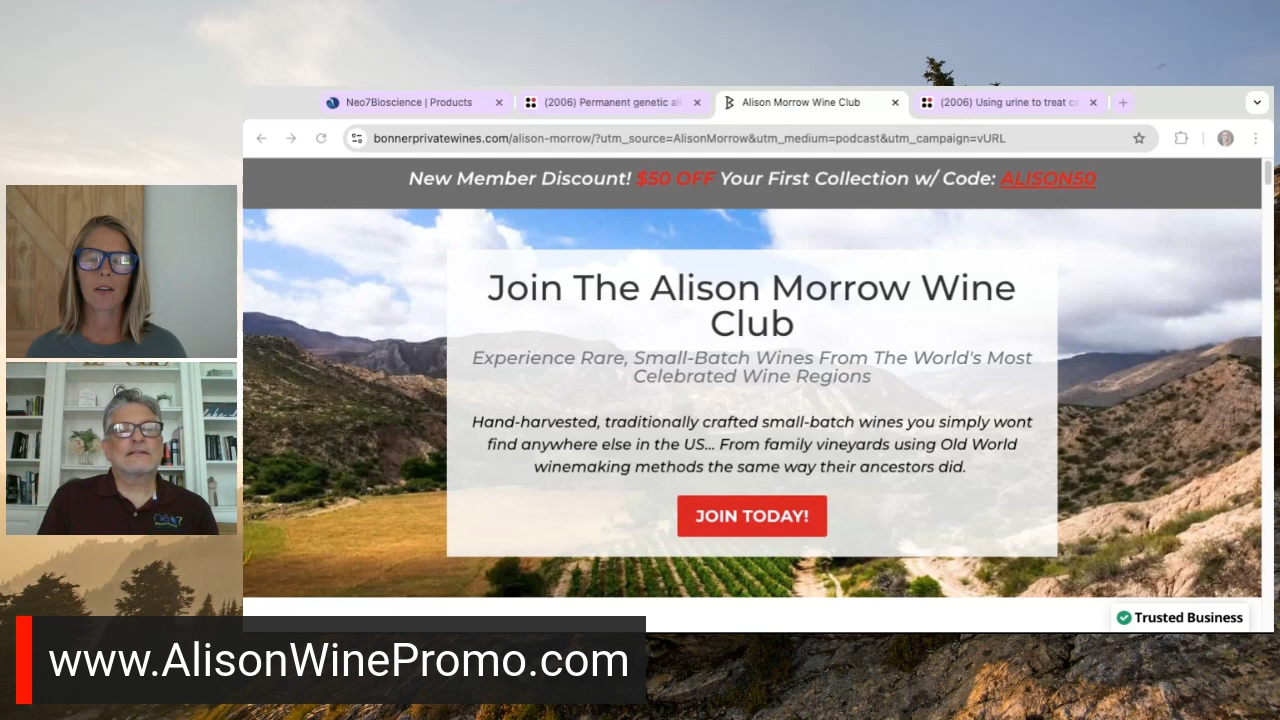 Neo7Bioscience | Products
(2006) Permanent genetic al
Alison Morrow Wine Club
(2006) Using urine to treat ca
bonnerprivatewines.com/alison-morrow/?utm_source=AlisonMorrow&utm_medium=podcast&utm_campaign=vURL
New Member Discount! $50 OFF Your First Collection w/ Code: ALISON50
Join The Alison Morrow Wine
Club
Experience Rare, Small-Batch Wines From The World's Most
Celebrated Wine Regions
Hand-harvested, traditionally crafted small-batch wines you simply wont
find anywhere else in the US... From family vineyards using Old World
winemaking methods the same way their ancestors did.
JOIN TODAY!
Trusted Business
www.AlisonWinePromo.com